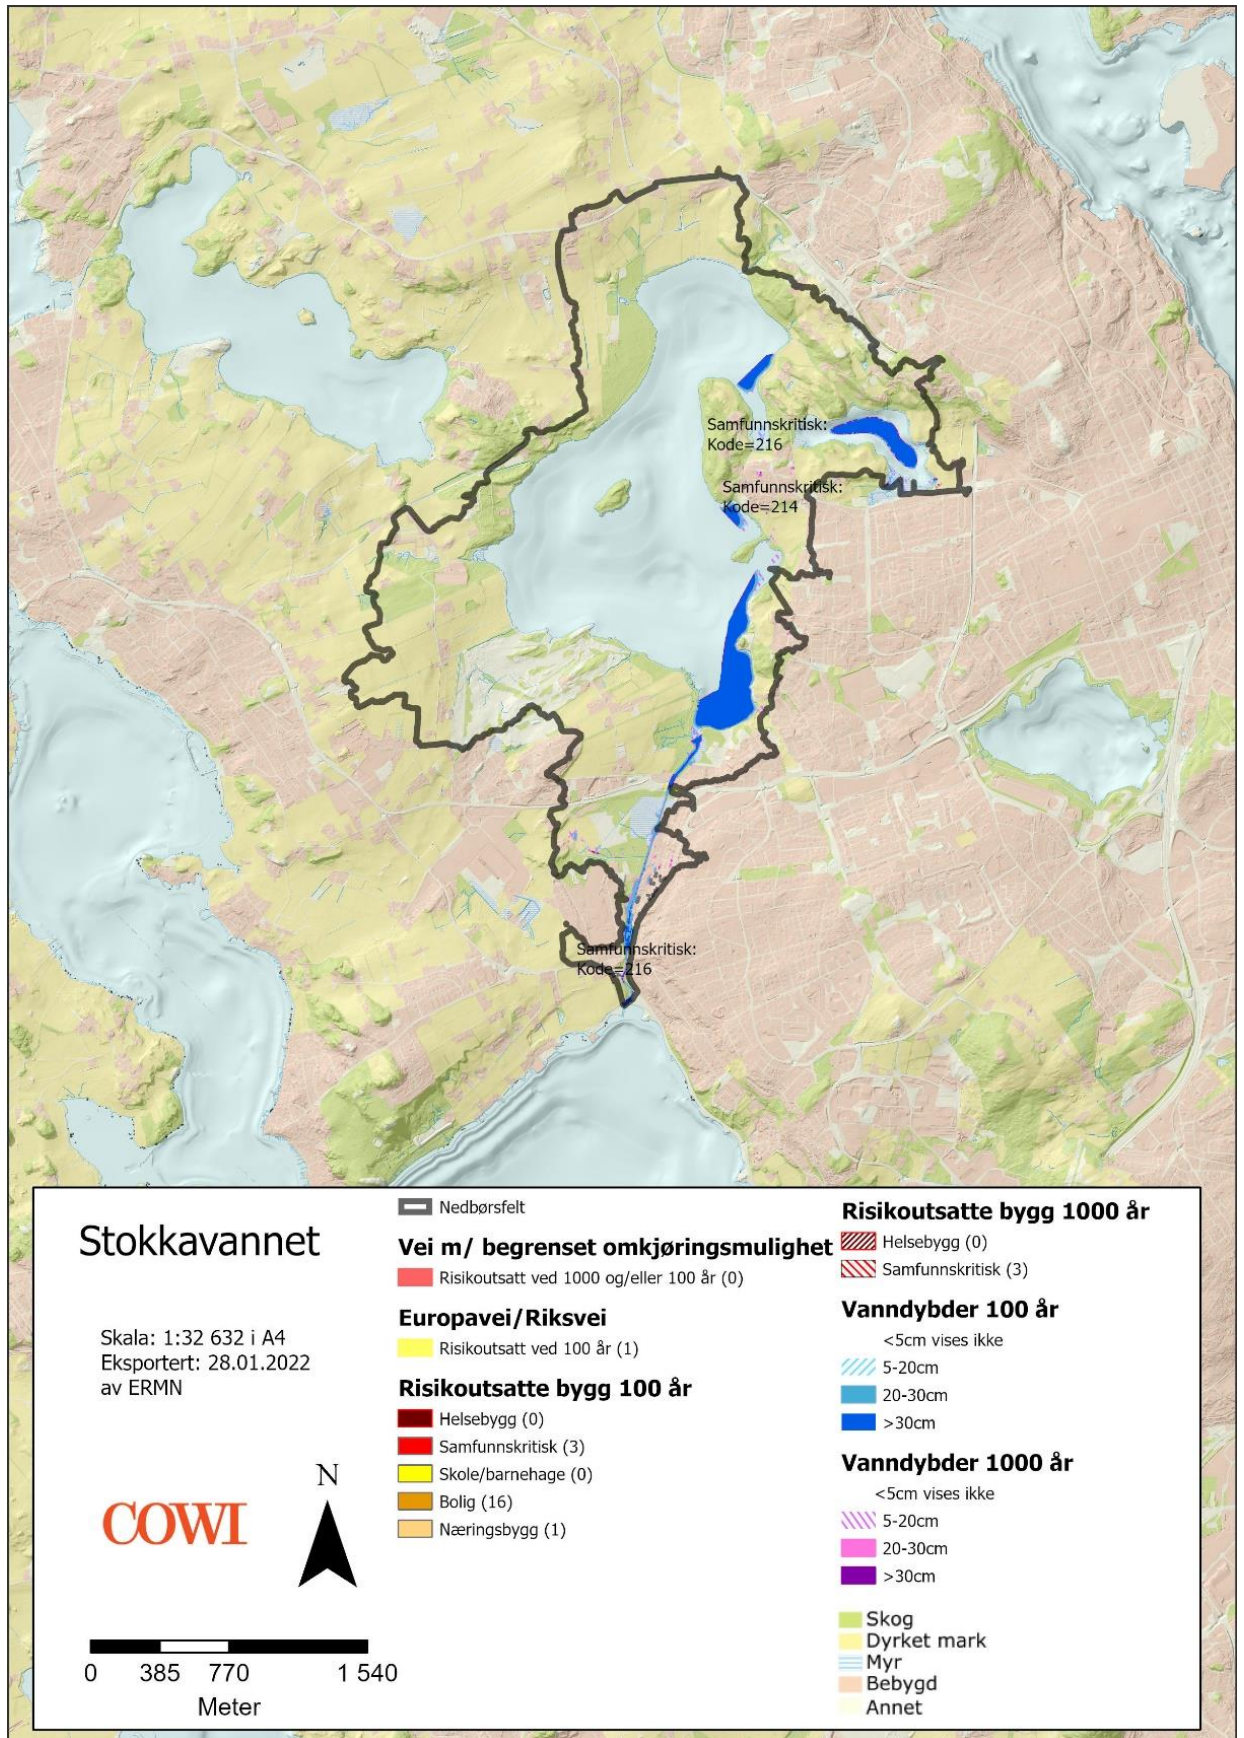 Samfunnskritisk:
Kode=216
Samfunnskritisk:
Kode=214
Samfunnskritisk:
Kode=216
Stokkavannet
Skala: 1:32 632 i A4
Eksportert: 28.01.2022
av ERMN
COWI
N
0 385 770 1 540
Meter
Nedbørsfelt
Vei m/ begrenset omkjøringsmulighet
Risikoutsatt ved 1000 og/eller 100 år (0)
Europavei/Riksvei
Risikoutsatt ved 100 år (1)
Risikoutsatte bygg 100 år
Helsebygg (0)
Samfunnskritisk (3)
Skole/barnehage (0)
Bolig (16)
Næringsbygg (1)
Risikoutsatte bygg 1000 år
Helsebygg (0)
Samfunnskritisk (3)
Vanndybder 100 år
<5cm vises ikke
5-20cm
20-30cm
>30cm
Vanndybder 1000 år
<5cm vises ikke
5-20cm
20-30cm
>30cm
Skog
Dyrket mark
Myr
Bebygd
Annet